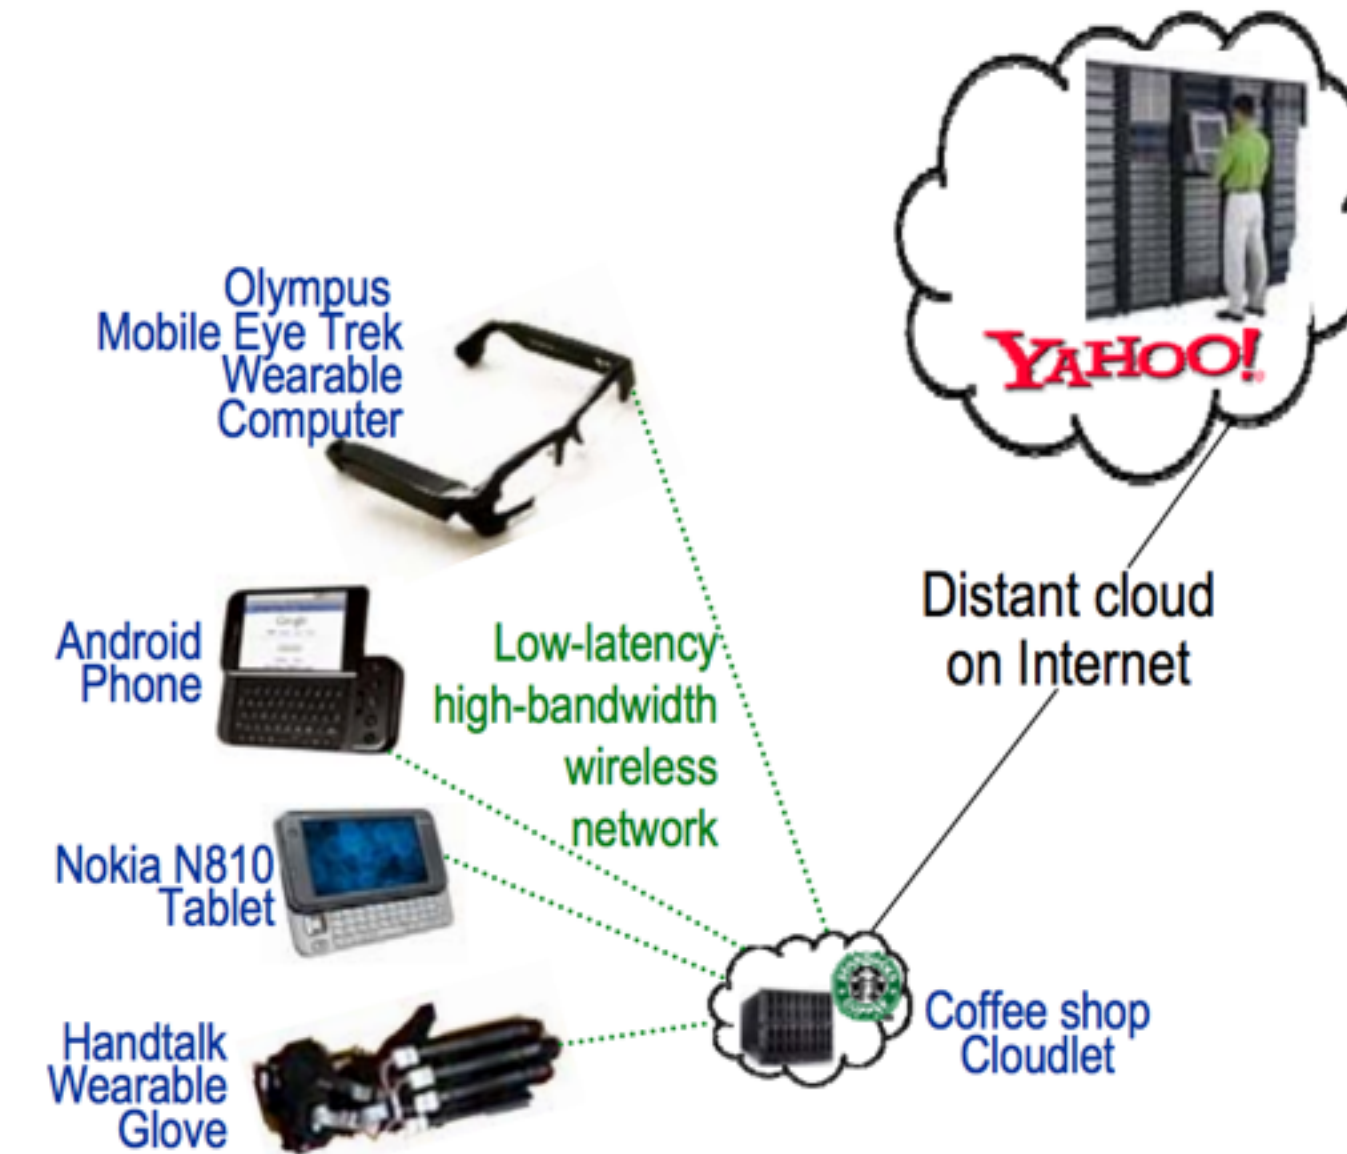 YAHOO!
Olympus
Mobile Eye Trek
Wearable
Computer
Distant cloud
on Internet
Android
Phone
Low-latency
high-bandwidth
wireless
network
Nokia N810
Tablet
Coffee shop
Cloudlet
Handtalk
Wearable
Glove